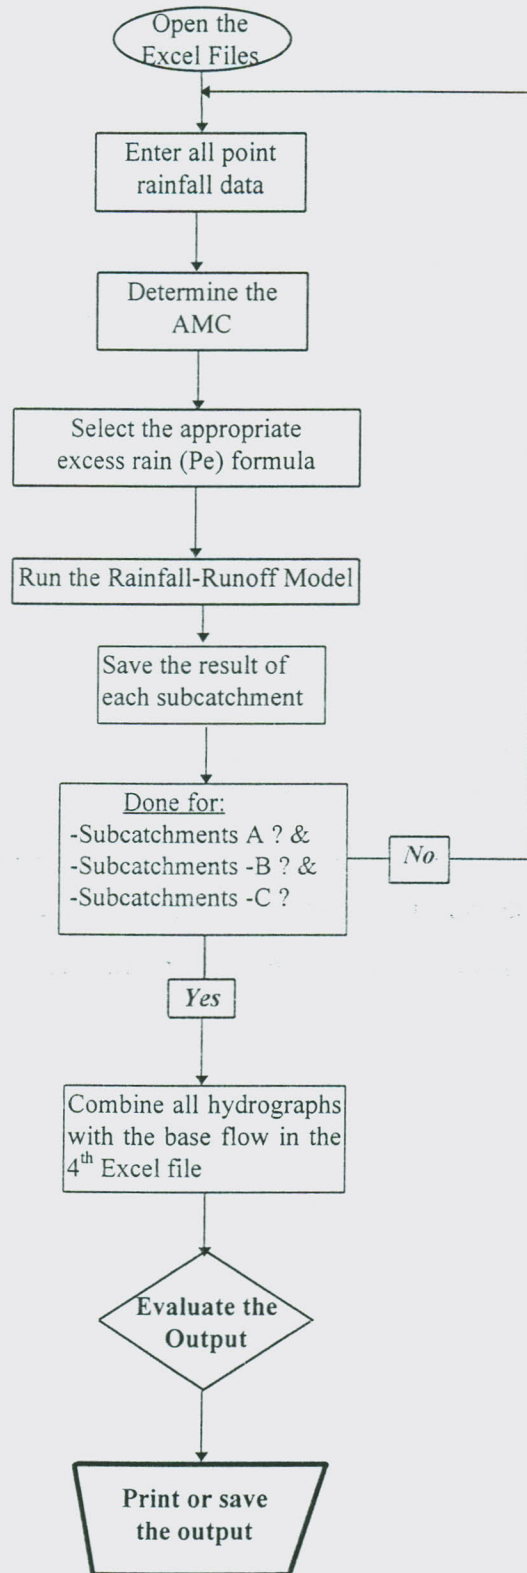 Open the
Excel Files
Enter all point
rainfall data
Determine the
AMC
Select the appropriate
excess rain (Pe) formula
Run the Rainfall-Runoff Model
Save the result of
each subcatchment
Done for:
-Subcatchments A ? &
-Subcatchments -B ? &
-Subcatchments -C ?
No
Yes
Combine all hydrographs
with the base flow in the
4th Excel file
Evaluate the
Output
Print or save
the output